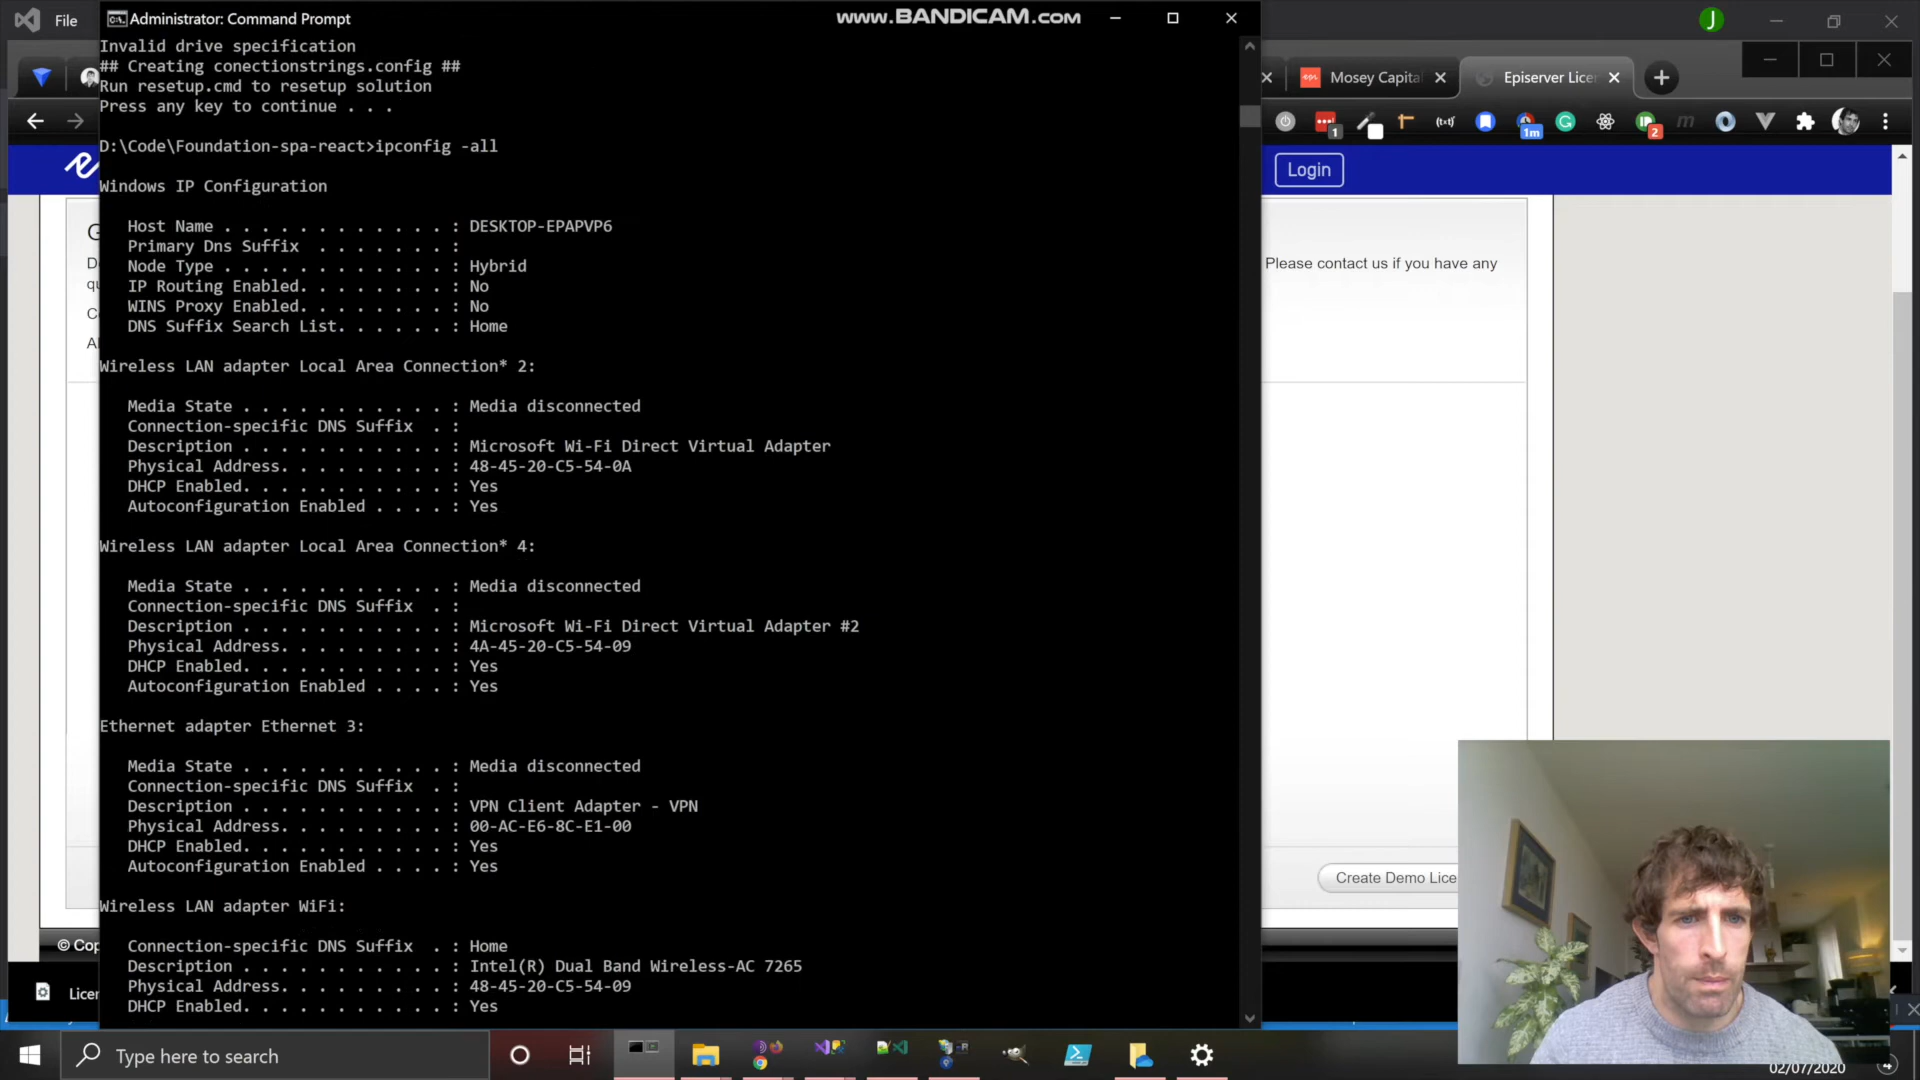 File
Administrator: Command Prompt
www.BANDICAM.com
J
Invalid drive specification
## Creating conectionstrings.config ##
Run resetup.cmd to resetup solution
Press any key to continue . . .
Mosey Capital
Episerver Lice
{txt}
1
1m
2
D:\Code\Foundation-spa-react>ipconfig -all
Login
Windows IP Configuration
Host Name . . . . . . . . . . . . : DESKTOP-EPAPVP6
Primary Dns Suffix  . . . . . . . :
Node Type . . . . . . . . . . . . : Hybrid
IP Routing Enabled. . . . . . . . : No
WINS Proxy Enabled. . . . . . . . : No
DNS Suffix Search List. . . . . . : Home
Please contact us if you have any
Wireless LAN adapter Local Area Connection* 2:
Media State . . . . . . . . . . . : Media disconnected
Connection-specific DNS Suffix  . :
Description . . . . . . . . . . . : Microsoft Wi-Fi Direct Virtual Adapter
Physical Address. . . . . . . . . : 48-45-20-C5-54-0A
DHCP Enabled. . . . . . . . . . . : Yes
Autoconfiguration Enabled . . . . : Yes
Wireless LAN adapter Local Area Connection* 4:
Media State . . . . . . . . . . . : Media disconnected
Connection-specific DNS Suffix  . :
Description . . . . . . . . . . . : Microsoft Wi-Fi Direct Virtual Adapter #2
Physical Address. . . . . . . . . : 4A-45-20-C5-54-09
DHCP Enabled. . . . . . . . . . . : Yes
Autoconfiguration Enabled . . . . : Yes
Ethernet adapter Ethernet 3:
Media State . . . . . . . . . . . : Media disconnected
Connection-specific DNS Suffix  . :
Description . . . . . . . . . . . : VPN Client Adapter - VPN
Physical Address. . . . . . . . . : 00-AC-E6-8C-E1-00
DHCP Enabled. . . . . . . . . . . : Yes
Autoconfiguration Enabled . . . . : Yes
Create Demo Lice
Wireless LAN adapter WiFi:
Connection-specific DNS Suffix  . : Home
Description . . . . . . . . . . . : Intel(R) Dual Band Wireless-AC 7265
Physical Address. . . . . . . . . : 48-45-20-C5-54-09
DHCP Enabled. . . . . . . . . . . : Yes
© Cop
Licen
Type here to search
02/07/2020
4